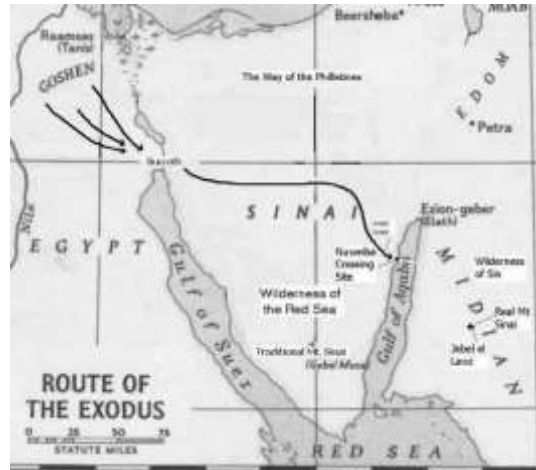 Beersheba
MOAB
Raamses
(Tanis)
GOSHEN
The Way of the Philistines
EDOM
Petra
Succoth
SINAI
Ezion-geber
(Elath)
Nile
EGYPT
Nuweiba
Crossing
Site
MIDIAN
Wilderness
of Sin
Gulf of Suez
Wilderness of
the Red Sea
Gulf of Aqaba
Real Mt
Sinai
Jebel el
Lawz
Traditional Mt. Sinai
(Gebel Musa)
ROUTE OF
THE EXODUS
0 25 50 75
STATUTE MILES
RED SEA